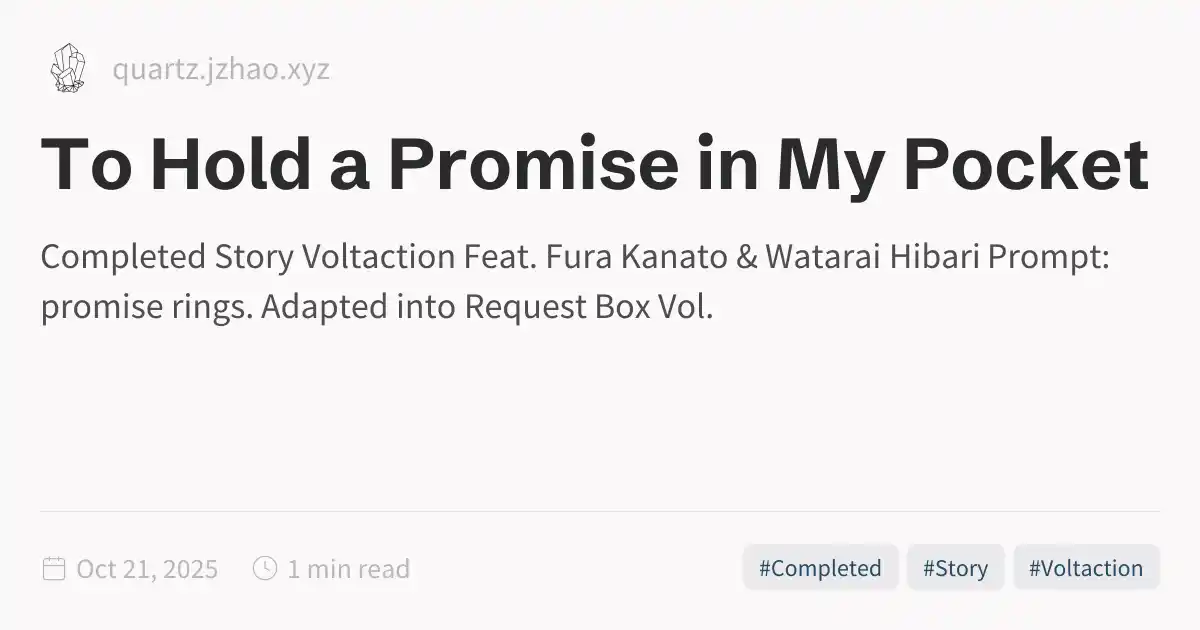 quartz.jzhao.xyz
To Hold a Promise in My Pocket
Completed Story Voltaction Feat. Fura Kanato & Watarai Hibari Prompt:
promise rings. Adapted into Request Box Vol.
Oct 21, 2025 1 min read #Completed #Story #Voltaction